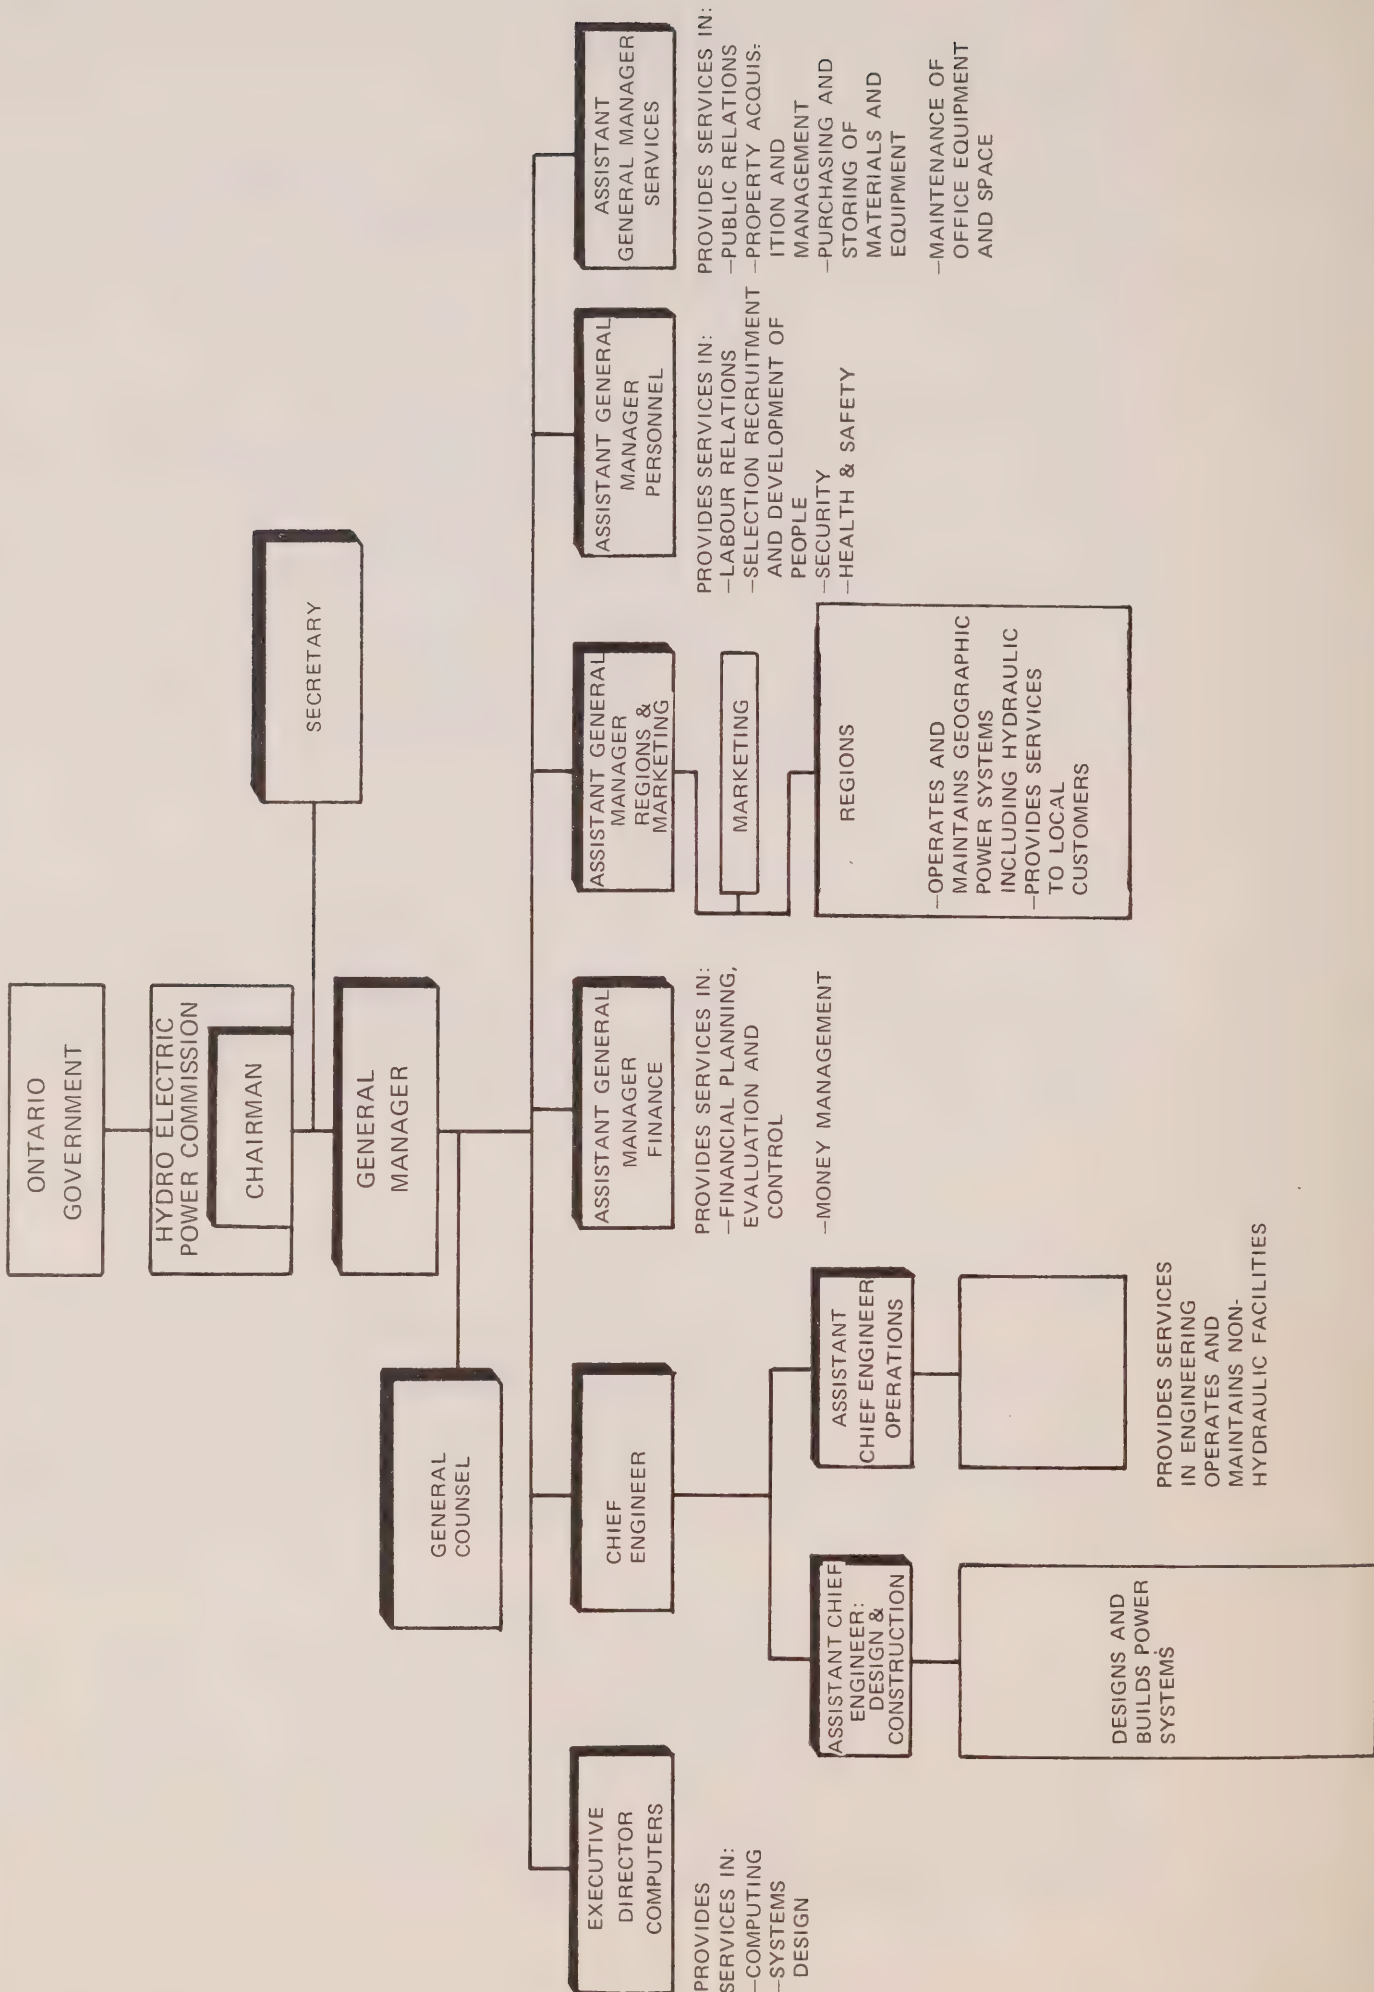 ONTARIO
GOVERNMENT
HYDRO ELECTRIC
POWER COMMISSION
CHAIRMAN
SECRETARY
GENERAL
MANAGER
GENERAL
COUNSEL
EXECUTIVE
DIRECTOR
COMPUTERS
PROVIDES
SERVICES IN:
—COMPUTING
—SYSTEMS
DESIGN
CHIEF
ENGINEER
ASSISTANT CHIEF
ENGINEER:
DESIGN &
CONSTRUCTION
DESIGNS AND
BUILDS POWER
SYSTEMS
ASSISTANT
CHIEF ENGINEER
OPERATIONS
PROVIDES SERVICES
IN ENGINEERING
OPERATES AND
MAINTAINS NON-
HYDRAULIC FACILITIES
ASSISTANT GENERAL
MANAGER
FINANCE
PROVIDES SERVICES IN:
—FINANCIAL PLANNING,
EVALUATION AND
CONTROL
—MONEY MANAGEMENT
ASSISTANT GENERAL
MANAGER
REGIONS &
MARKETING
MARKETING
REGIONS
—OPERATES AND
MAINTAINS GEOGRAPHIC
POWER SYSTEMS
INCLUDING HYDRAULIC
—PROVIDES SERVICES
TO LOCAL
CUSTOMERS
ASSISTANT GENERAL
MANAGER
PERSONNEL
PROVIDES SERVICES IN:
—LABOUR RELATIONS
—SELECTION RECRUITMENT
AND DEVELOPMENT OF
PEOPLE
—SECURITY
—HEALTH & SAFETY
ASSISTANT
GENERAL MANAGER
SERVICES
PROVIDES SERVICES IN:
—PUBLIC RELATIONS
—PROPERTY ACQUIS-
ITION AND
MANAGEMENT
—PURCHASING AND
STORING OF
MATERIALS AND
EQUIPMENT
—MAINTENANCE OF
OFFICE EQUIPMENT
AND SPACE